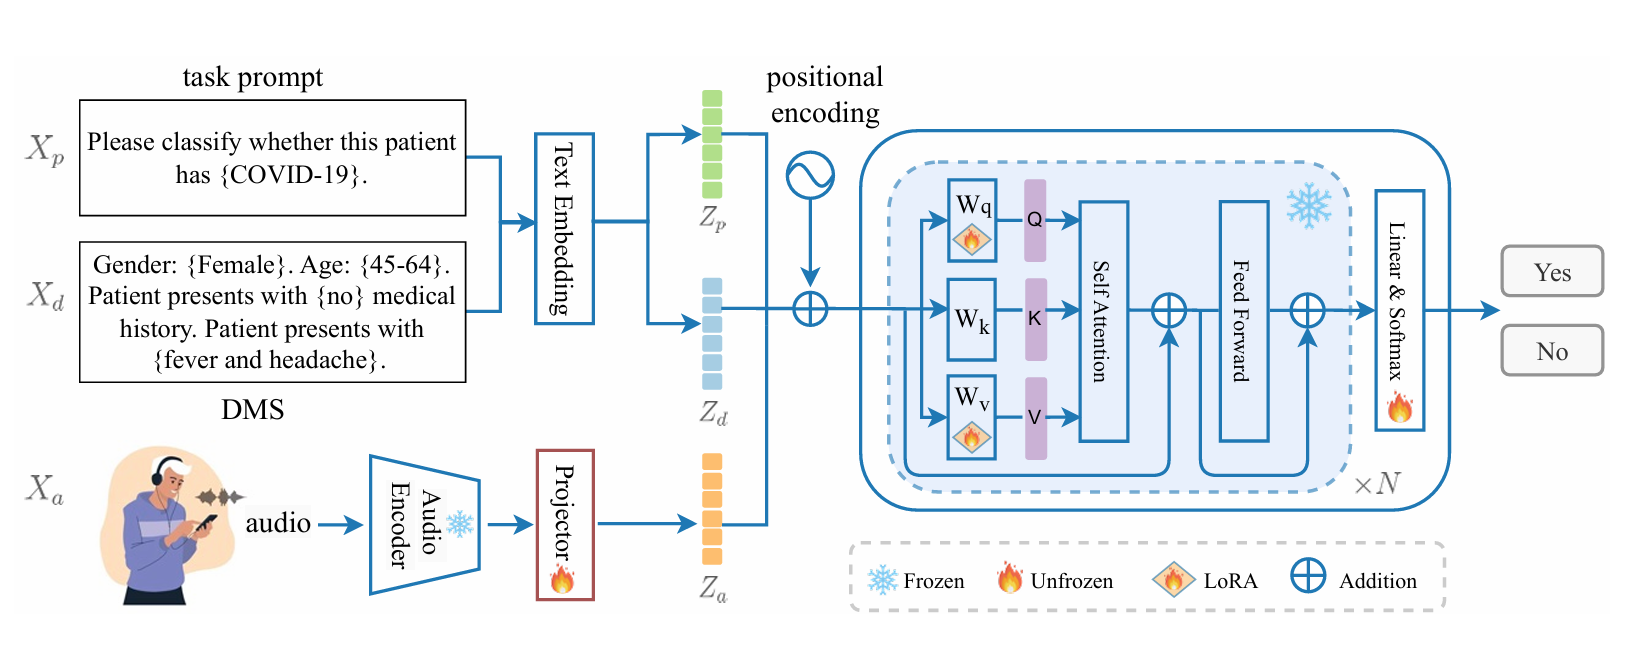 task prompt
X_p
Please classify whether this patient
has {COVID-19}.
X_d
Gender: {Female}. Age: {45-64}.
Patient presents with {no} medical
history. Patient presents with
{fever and headache}.
DMS
X_a
audio
Audio
Encoder
Text Embedding
Projector
Z_p
Z_d
Z_a
positional
encoding
W_q
W_k
W_v
Q
K
V
Self Attention
Feed Forward
×N
Linear & Softmax
Yes
No
Frozen
Unfrozen
LoRA
Addition